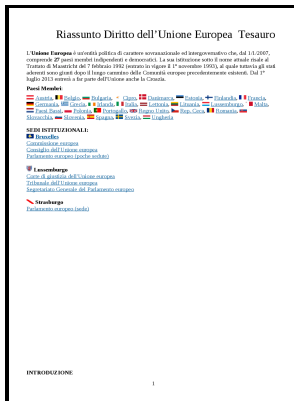 Riassunto Diritto dell'Unione Europea Tesauro
L'Unione Europea è un'entità politica di carattere sovranazionale ed intergovernativo che, dal 1/1/2007,
comprende 27 paesi membri indipendenti e democratici. La sua istituzione sotto il nome attuale risale al
Trattato di Maastricht del 7 febbraio 1992 (entrato in vigore il 1° novembre 1993), al quale tuttavia gli stati
aderenti sono giunti dopo il lungo cammino delle Comunità europee precedentemente esistenti. Dal 1°
luglio 2013 entrerà a far parte dell'unione anche la Croazia.
Paesi Membri:
Austria, Belgio, Bulgaria, Cipro, Danimarca, Estonia, Finlandia, Francia,
Germania, Grecia, Irlanda, Italia, Lettonia, Lituania, Lussemburgo, Malta,
Paesi Bassi, Polonia, Portogallo, Regno Unito, Rep. Ceca, Romania,
Slovacchia, Slovenia, Spagna, Svezia, Ungheria
SEDI ISTITUZIONALI:
Bruxelles
Commissione europea
Consiglio dell'Unione europea
Parlamento europeo (poche sedute)
Lussemburgo
Corte di giustizia dell'Unione europea
Tribunale dell'Unione europea
Segretariato Generale del Parlamento europeo
Strasburgo
Parlamento europeo (sede)
INTRODUZIONE
1